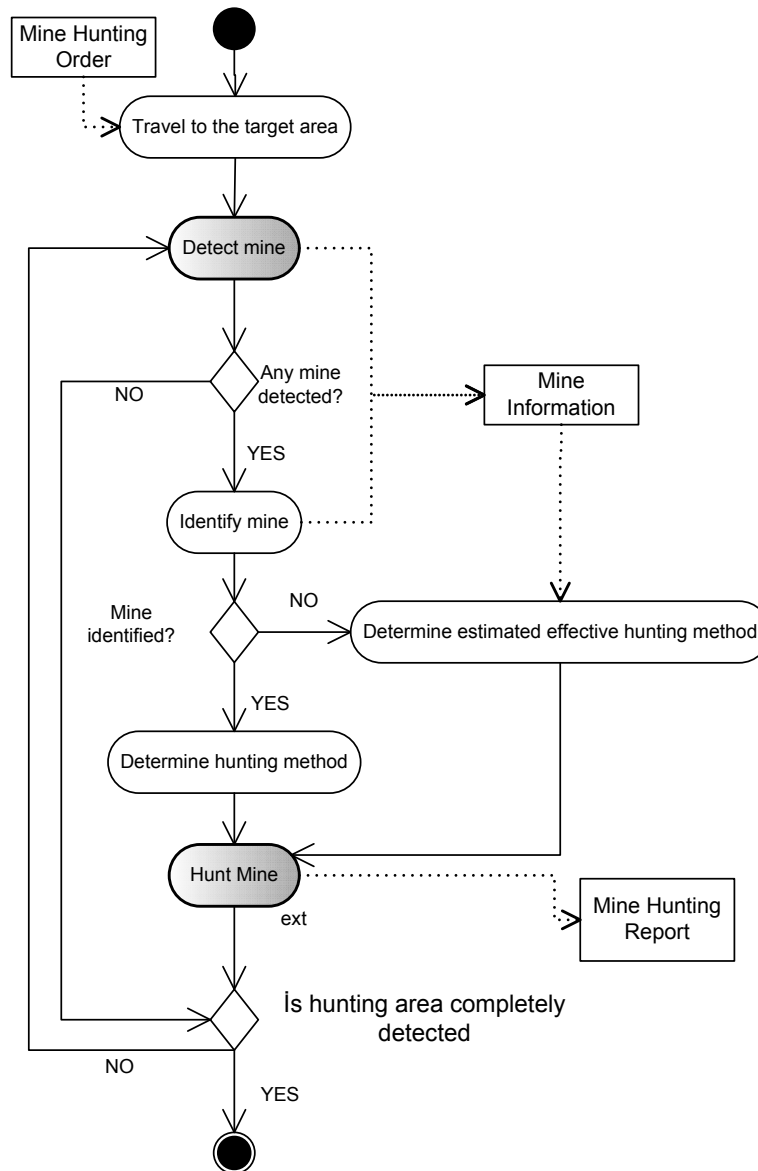 Mine Hunting
Order
Travel to the target area
Detect mine
Any mine
detected?
NO
Mine
Information
YES
Identify mine
Mine
identified?
NO
Determine estimated effective hunting method
YES
Determine hunting method
Hunt Mine
ext
Mine Hunting
Report
İs hunting area completely
detected
NO
YES